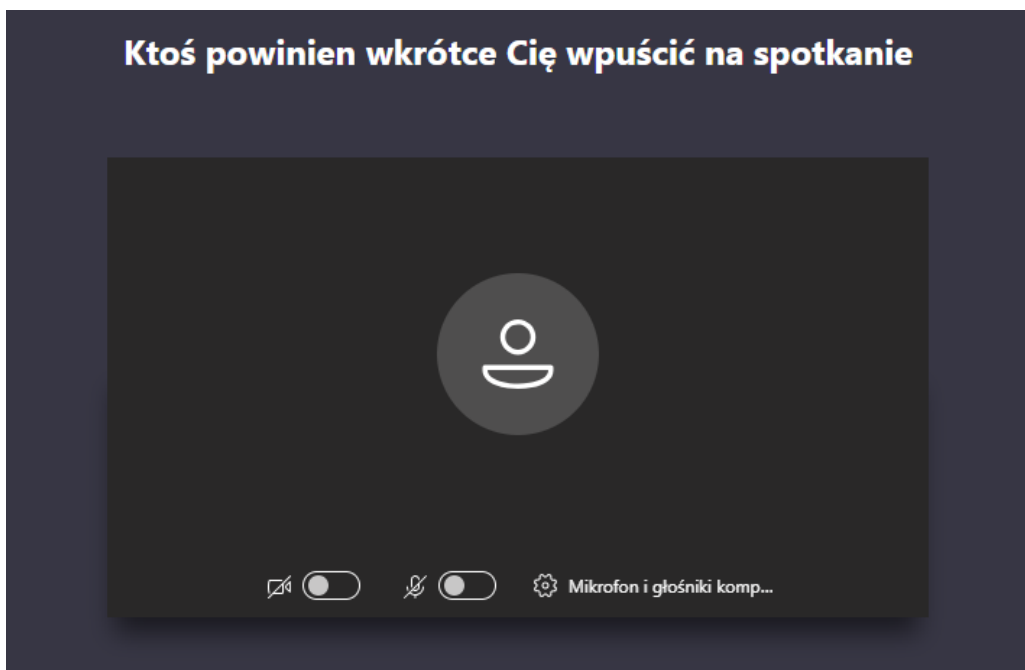 Ktoś powinien wkrótce Cię wpuścić na spotkanie
Mikrofon i głośniki komp...